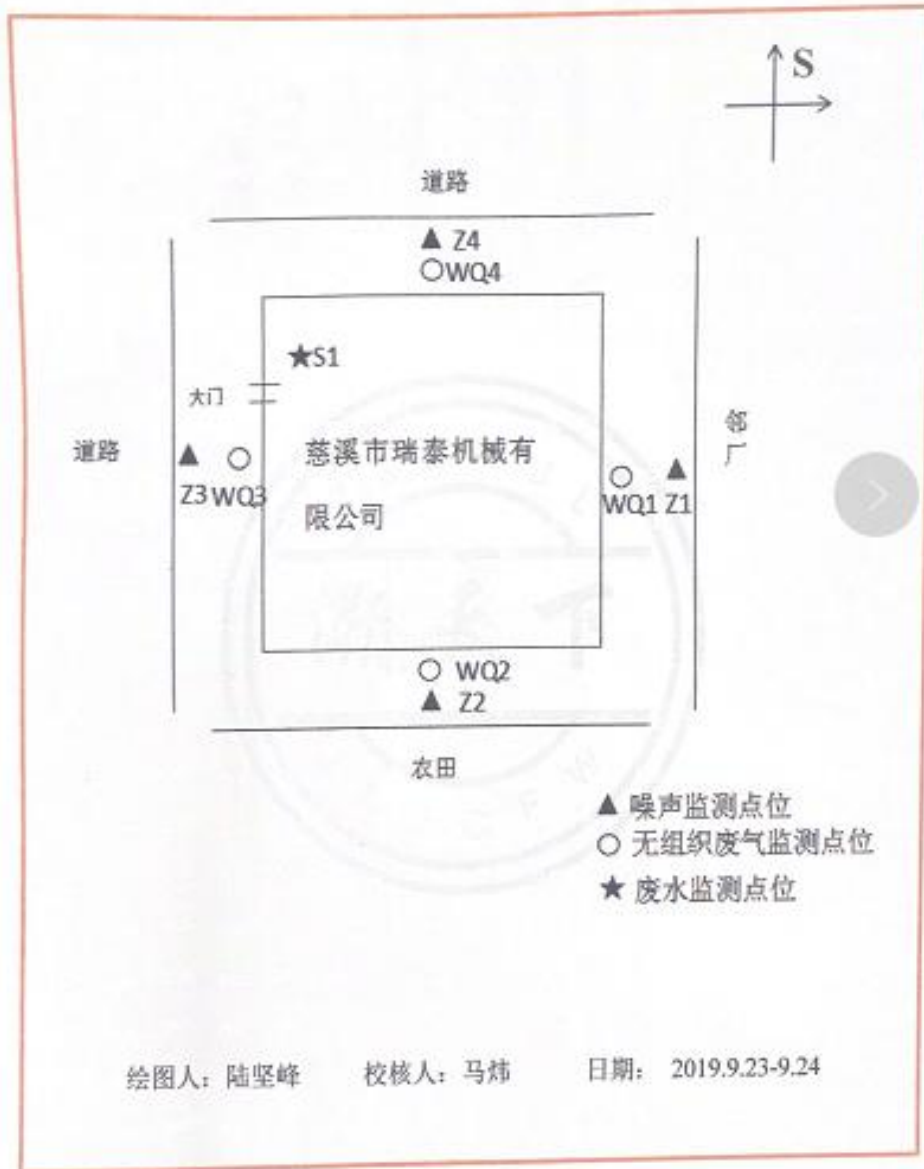 S
道路
▲ Z4
○WQ4
★S1
大门
道路
慈溪市瑞泰机械有
限公司
邻厂
Z3 WQ3
WQ1 Z1
○ WQ2
▲ Z2
农田
▲ 噪声监测点位
○ 无组织废气监测点位
★ 废水监测点位
绘图人：陆坚峰 校核人：马炜 日期： 2019.9.23-9.24